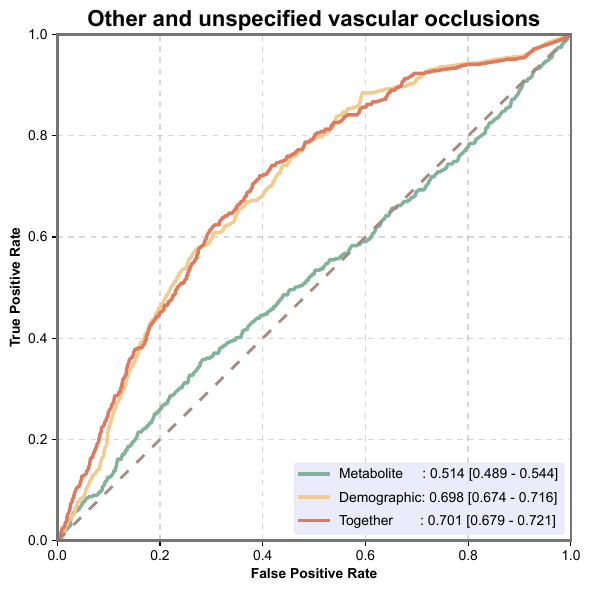 Other and unspecified vascular occlusions
1.0
0.8
0.6
0.4
0.2
0.0
True Positive Rate
Metabolite : 0.514 [0.489 - 0.544]
Demographic: 0.698 [0.674 - 0.716]
Together : 0.701 [0.679 - 0.721]
0.0 0.2 0.4 0.6 0.8 1.0
False Positive Rate